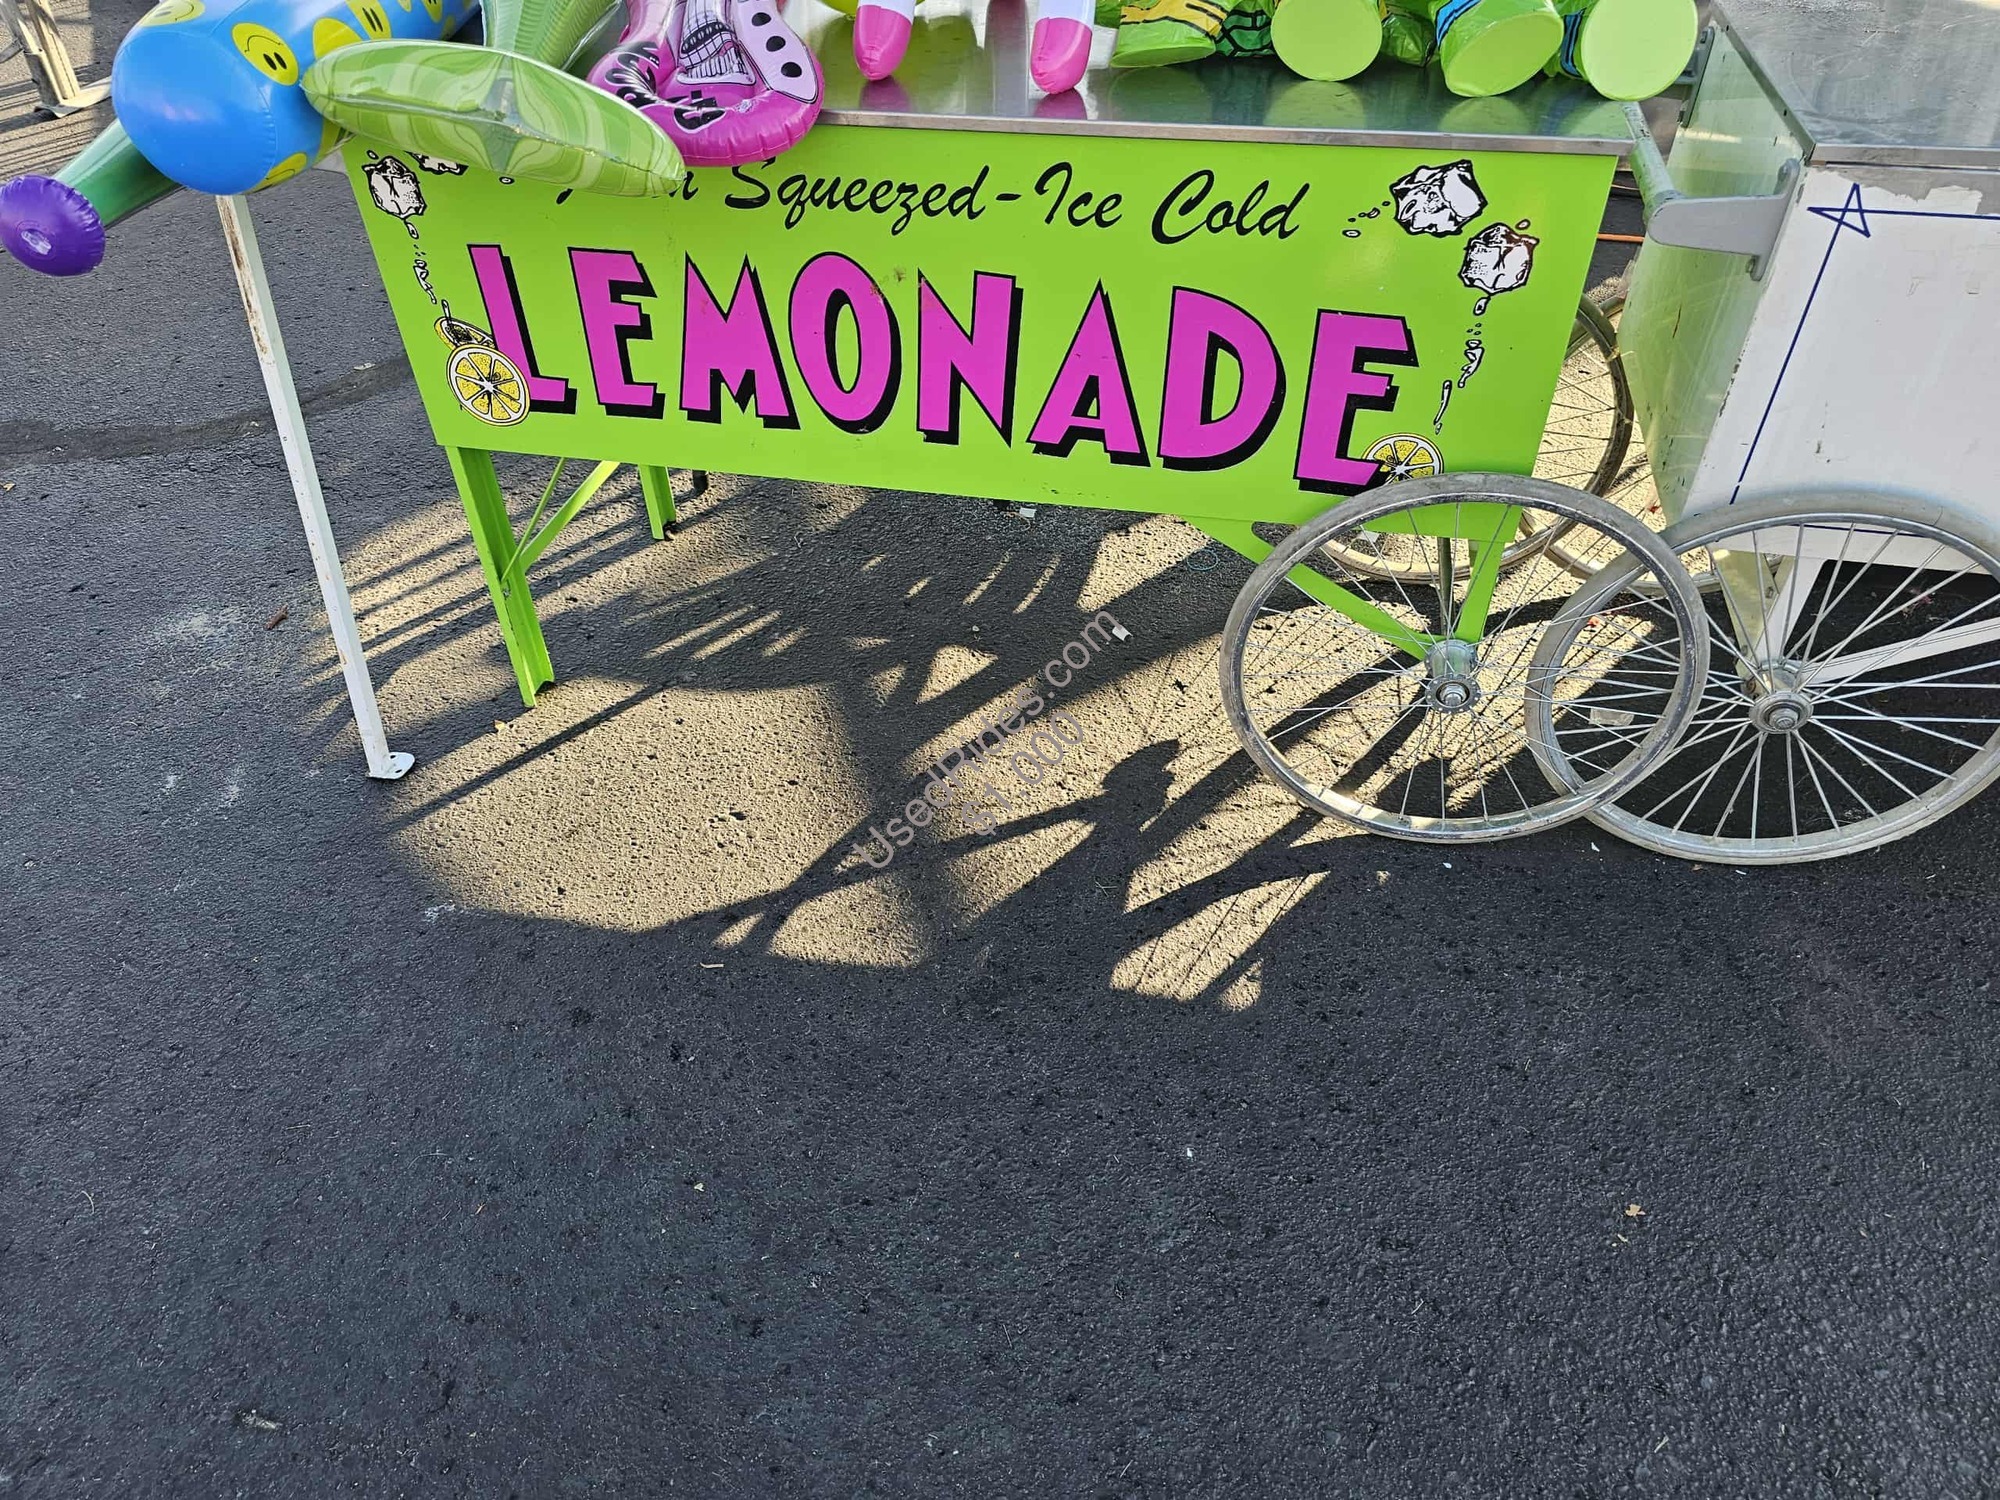 Squeezed-Ice Cold
LEMONADE
UsedRides.com
$1,000